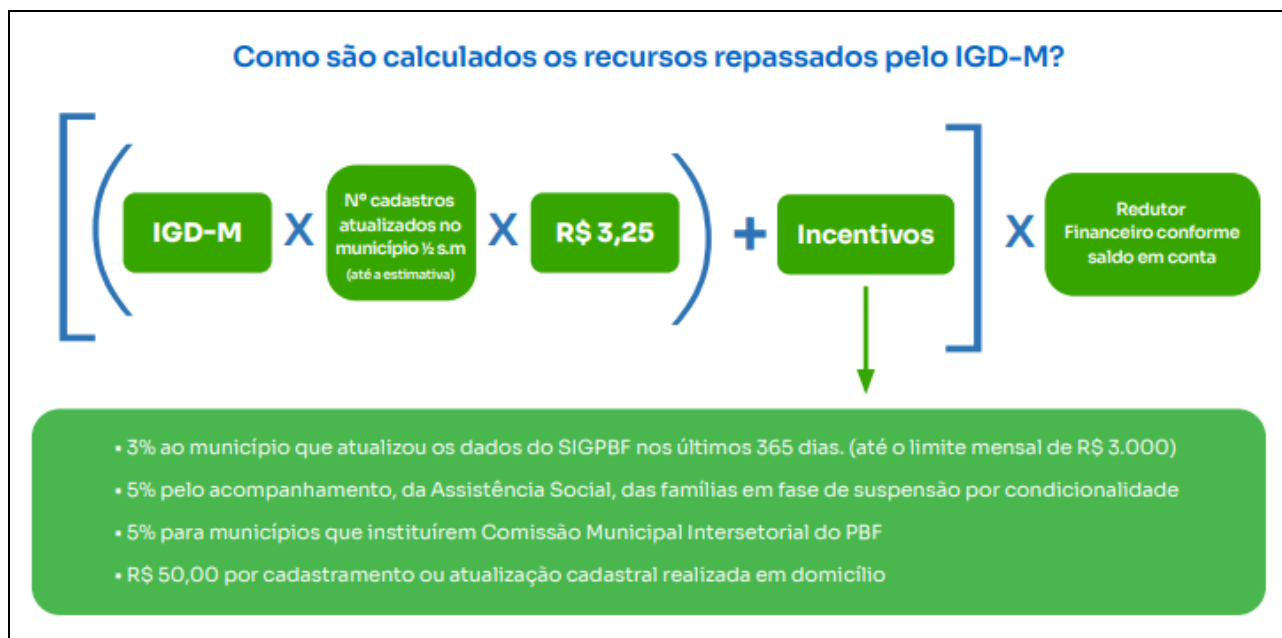 Como são calculados os recursos repassados pelo IGD-M?
IGD-M
X
Nº cadastros
atualizados no
município ½ s.m
(até a estimativa)
X
R$ 3,25
+
Incentivos
X
Redutor
Financeiro conforme
saldo em conta
• 3% ao município que atualizou os dados do SIGPBF nos últimos 365 dias. (até o limite mensal de R$ 3.000)
• 5% pelo acompanhamento, da Assistência Social, das famílias em fase de suspensão por condicionalidade
• 5% para municípios que instituírem Comissão Municipal Intersetorial do PBF
• R$ 50,00 por cadastramento ou atualização cadastral realizada em domicílio